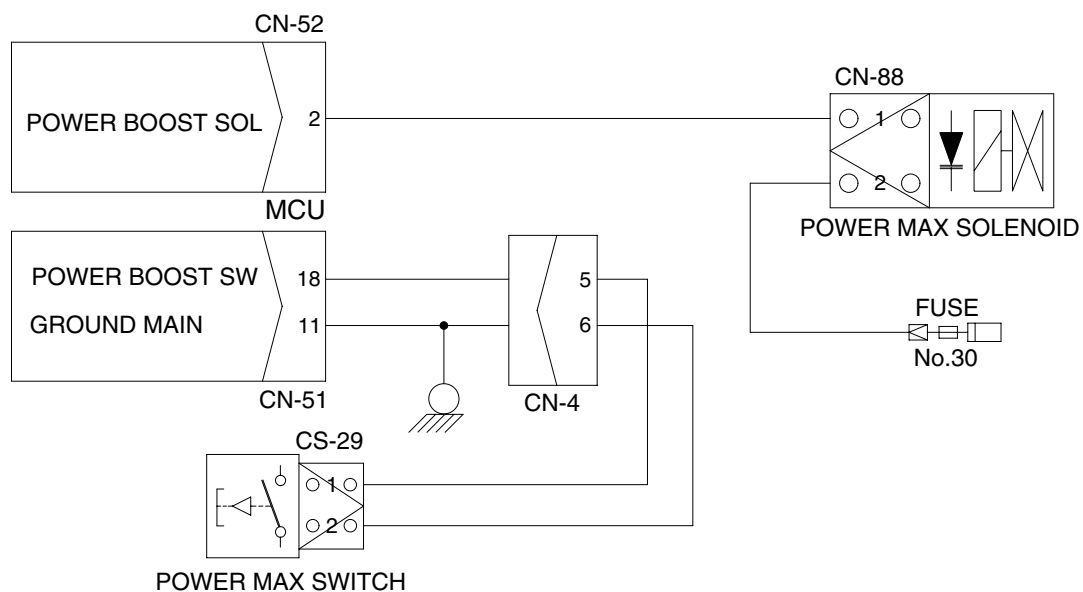 CN-52
POWER BOOST SOL
2
CN-88
1
2
POWER MAX SOLENOID
MCU
POWER BOOST SW
18
5
GROUND MAIN
11
6
FUSE
No.30
CN-51
CN-4
CS-29
1
2
POWER MAX SWITCH